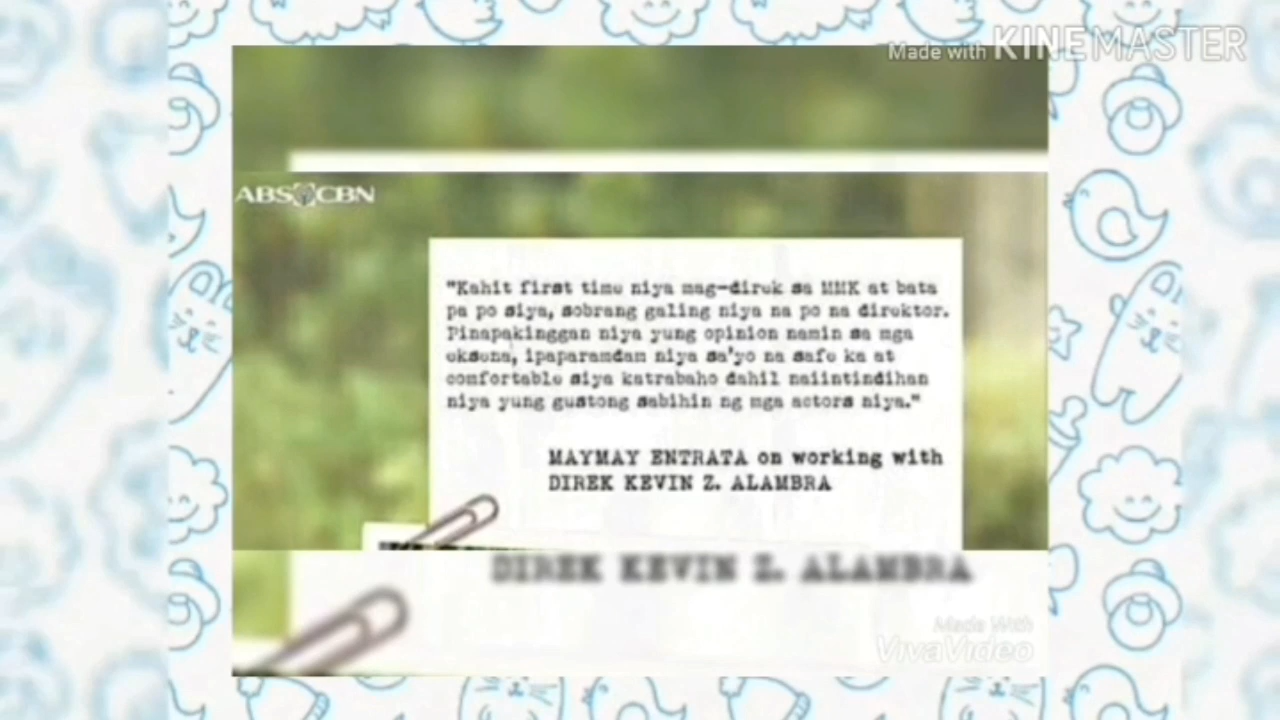 Made with KINEMASTER
ABS-CBN
"Kahit first time niya mag-direk sa MMK at bata
pa po siya, sobrang galing niya na po na direktor.
Pinapakinggan niya yung opinion namin sa mga
eksena, ipaparamdam niya sa'yo na safe ka at
comfortable siya katrabaho dahil naiintindihan
niya yung gustong sabihin ng mga actors niya."
MAYMAY ENTRATA on working with
DIREK KEVIN Z. ALAMBRA
DIREK KEVIN Z. ALAMBRA
Made With
VivaVideo